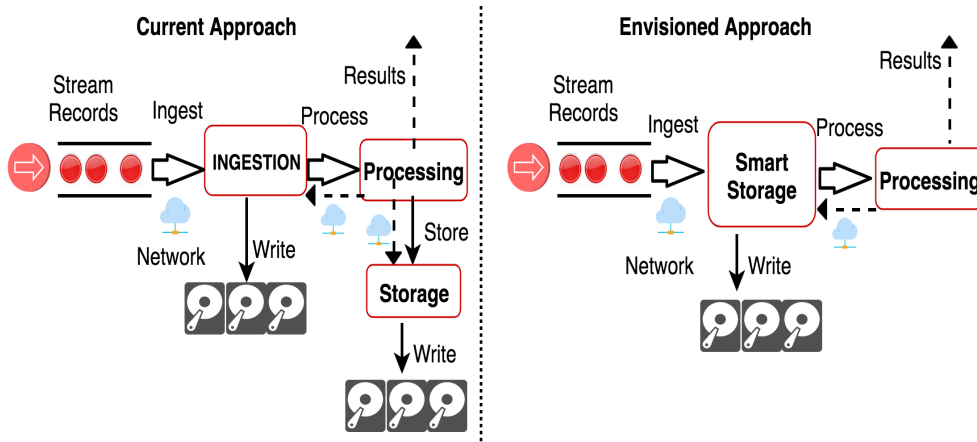 Current Approach
Results
Stream
Records
Ingest
Process
INGESTION
Processing
Network
Write
Store
Storage
Write
Envisioned Approach
Results
Stream
Records
Ingest
Process
Smart
Storage
Processing
Network
Write